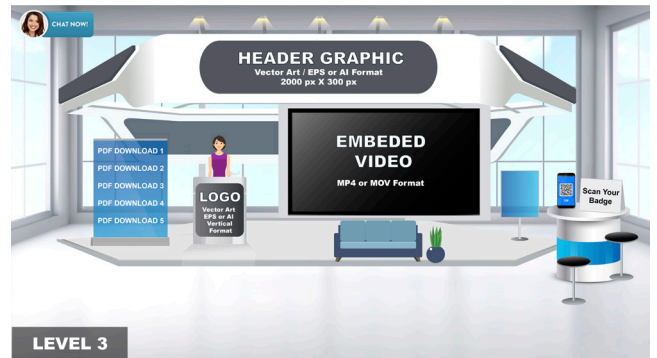 CHAT NOW!
HEADER GRAPHIC
Vector Art / EPS or AI Format
2000 px X 300 px
EMBEDED
VIDEO
MP4 or MOV Format
PDF DOWNLOAD 1
PDF DOWNLOAD 2
PDF DOWNLOAD 3
PDF DOWNLOAD 4
PDF DOWNLOAD 5
LOGO
Vector Art
EPS or AI
Vertical
Format
Scan Your
Badge
LEVEL 3